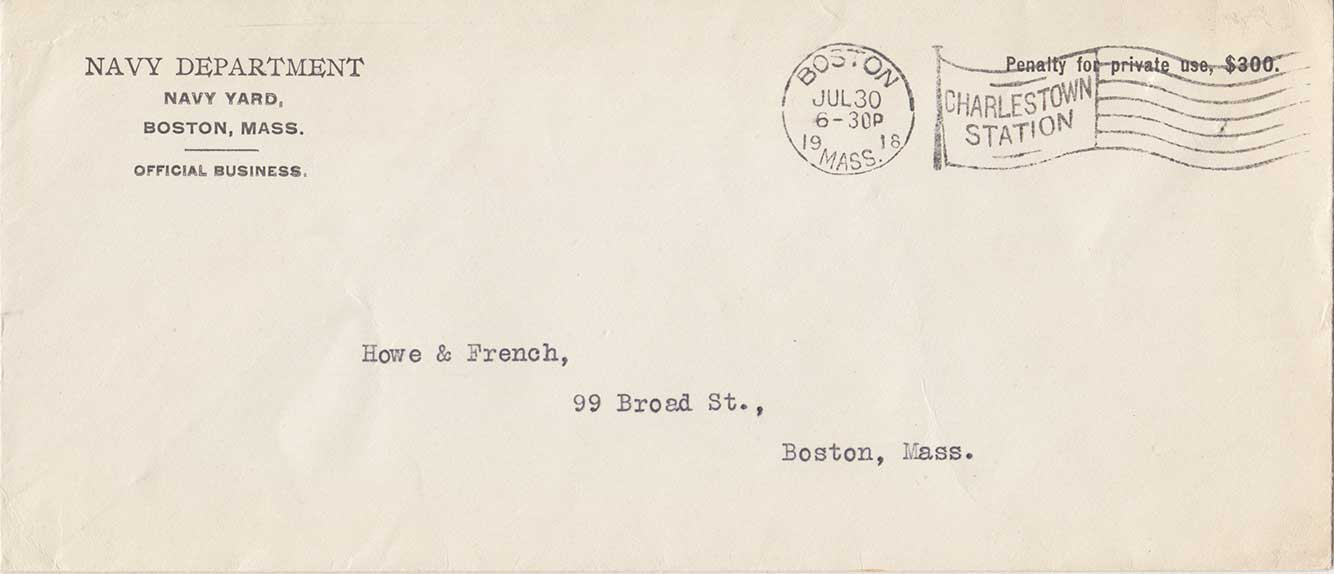 NAVY DEPARTMENT
NAVY YARD,
BOSTON, MASS.
OFFICIAL BUSINESS.
BOSTON
JUL 30
6-30P
19 18
MASS.
Penalty for private use, $300.
CHARLESTOWN
STATION
Howe & French,
99 Broad St.,
Boston, Mass.